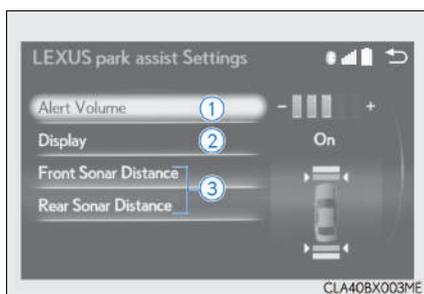 LEXUS park assist Settings
Alert Volume 1 - +
Display 2 On
Front Sonar Distance
3
Rear Sonar Distance
CLA40BX003ME